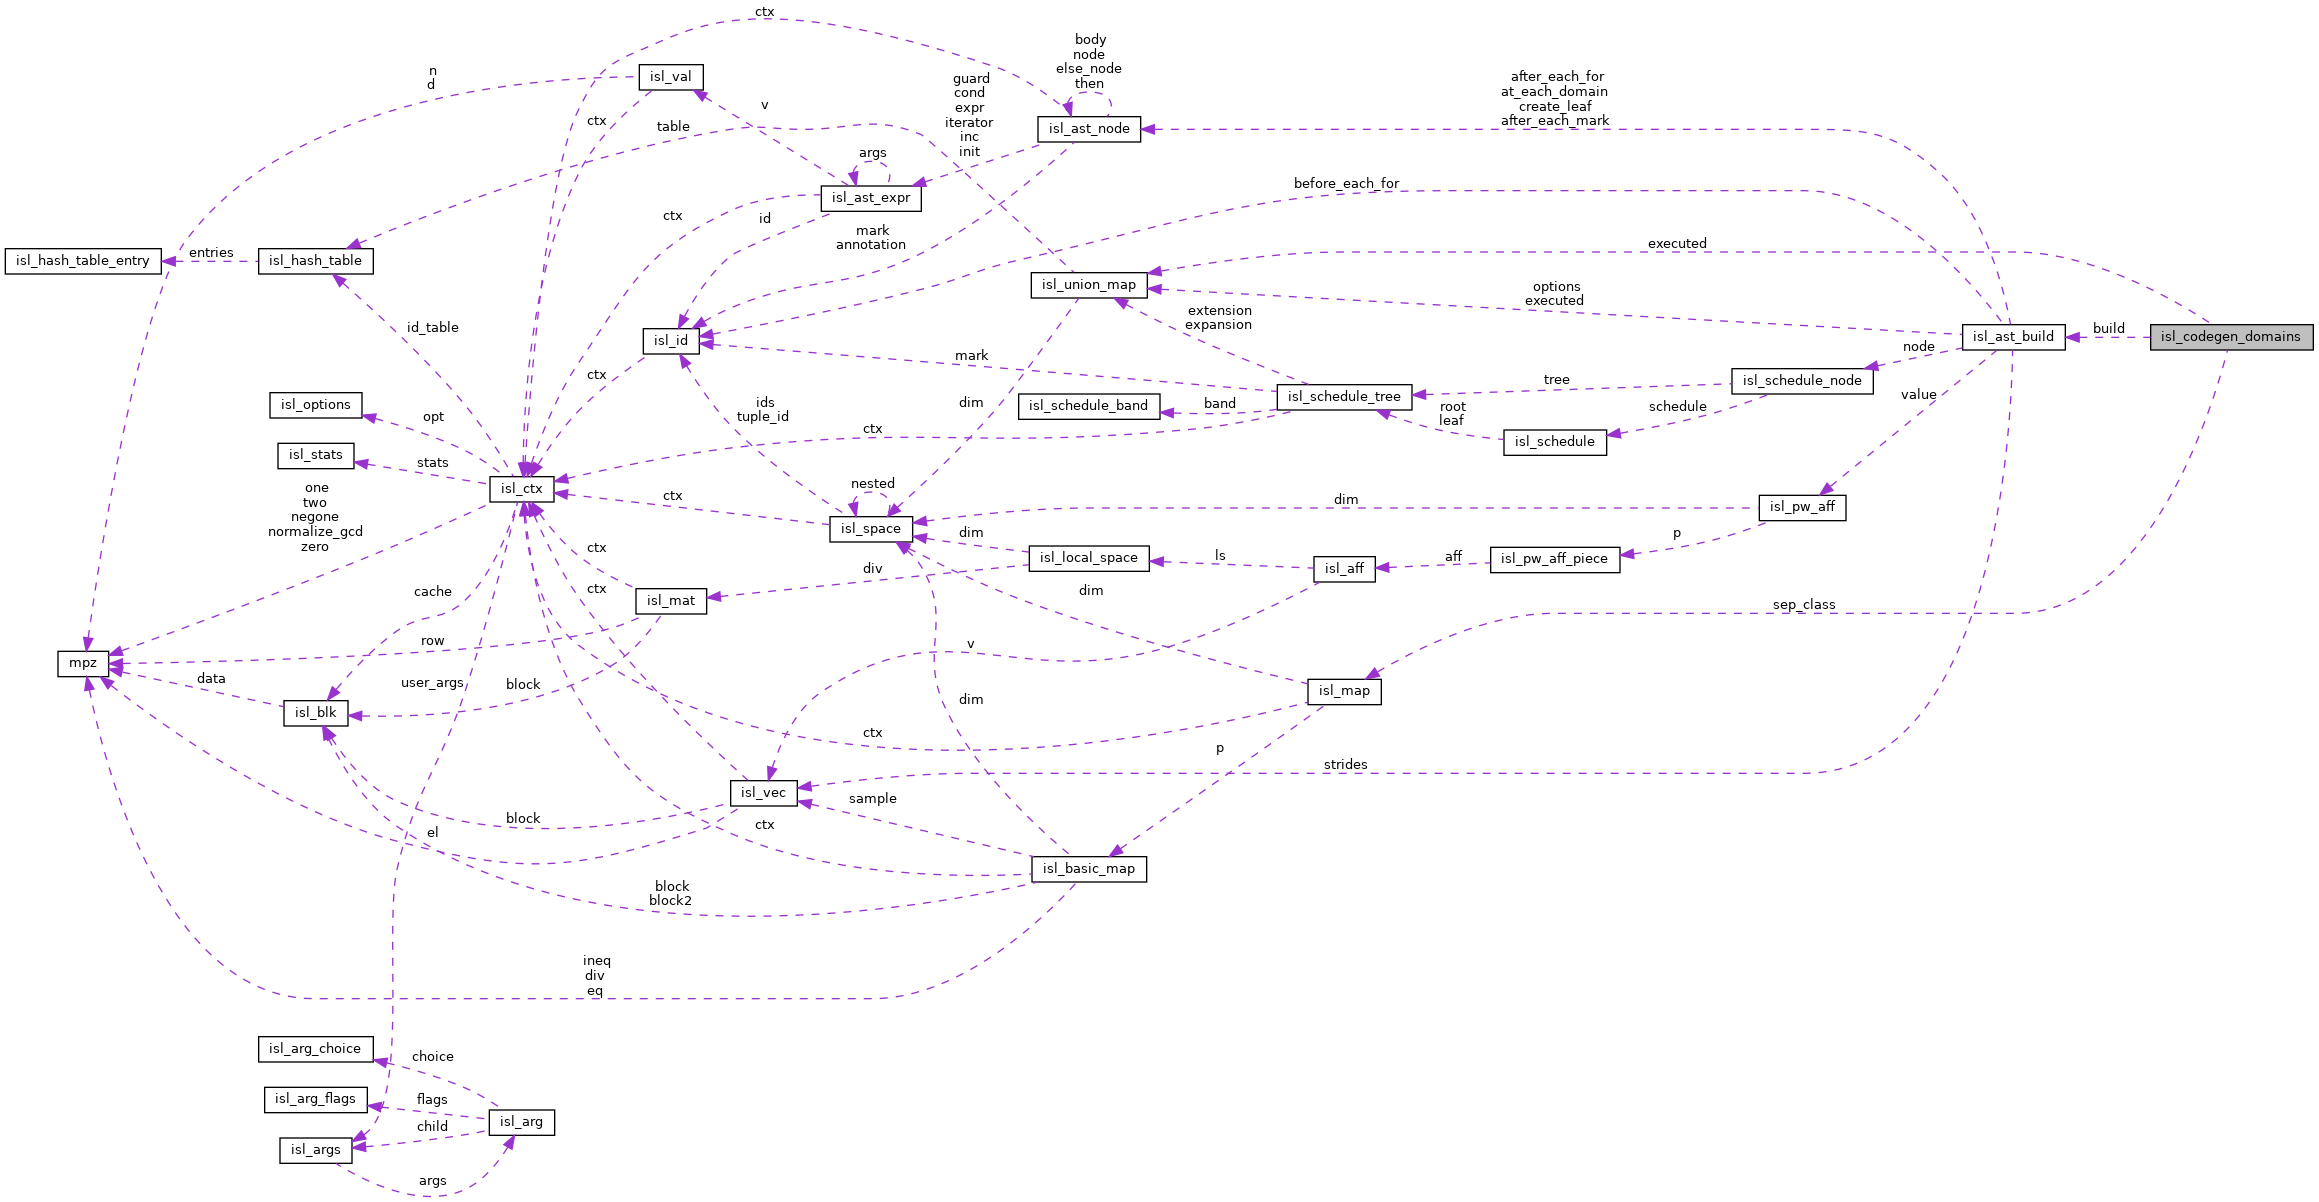 ctx
body
node
else_node
then
n
d
isl_val
guard
cond
expr
iterator
inc
init
after_each_for
at_each_domain
create_leaf
after_each_mark
v
ctx
table
isl_ast_node
args
before_each_for
isl_ast_expr
ctx
id
mark
annotation
executed
entries
isl_hash_table_entry
isl_hash_table
isl_union_map
options
executed
extension
expansion
id_table
isl_id
build
isl_ast_build
isl_codegen_domains
node
mark
ctx
tree
isl_schedule_node
value
isl_options
opt
ids
tuple_id
dim
isl_schedule_band
band
isl_schedule_tree
root
leaf
schedule
ctx
isl_schedule
isl_stats
stats
nested
isl_ctx
one
two
negone
normalize_gcd
zero
ctx
dim
isl_pw_aff
isl_space
dim
p
ctx
isl_local_space
ls
aff
isl_pw_aff_piece
div
isl_aff
cache
ctx
dim
isl_mat
sep_class
row
v
mpz
data
user_args
block
isl_map
isl_blk
dim
ctx
p
strides
isl_vec
sample
block
el
ctx
isl_basic_map
block
block2
ineq
div
eq
isl_arg_choice
choice
isl_arg_flags
flags
isl_arg
child
isl_args
args